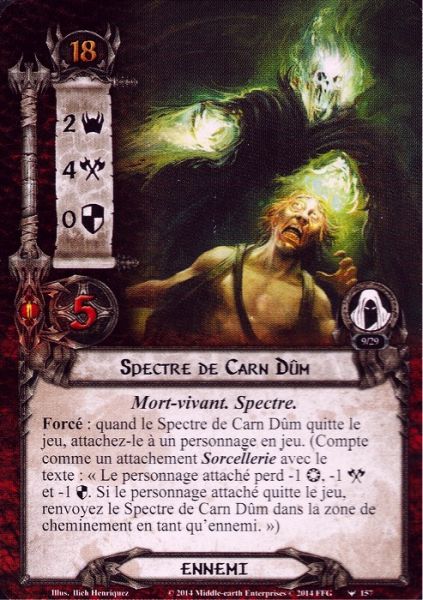 18
2
4
0
5
9/29
Spectre de Carn Dûm
Mort-vivant. Spectre.
Forcé : quand le Spectre de Carn Dûm quitte le
jeu, attachez-le à un personnage en jeu. (Compte
comme un attachement Sorcellerie avec le
texte : « Le personnage attaché perd -1, -1
et -1. Si le personnage attaché quitte le jeu,
renvoyez le Spectre de Carn Dûm dans la zone de
cheminement en tant qu'ennemi. »)
ENNEMI
Illus. Ilich Henriquez © 2014 Middle-earth Enterprises © 2014 FFG 157